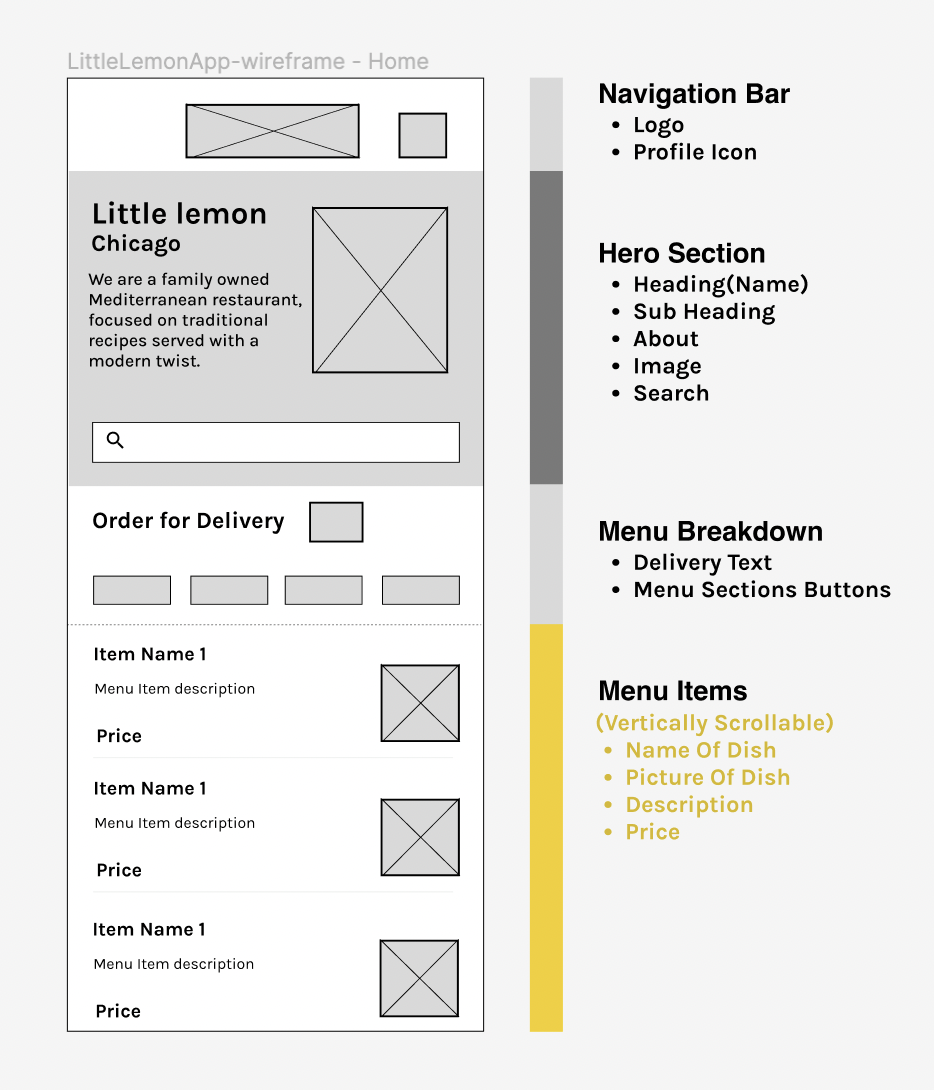 LittleLemonApp-wireframe - Home
Little lemon
Chicago
We are a family owned
Mediterranean restaurant,
focused on traditional
recipes served with a
modern twist.
Order for Delivery
Item Name 1
Menu Item description
Price
Item Name 1
Menu Item description
Price
Item Name 1
Menu Item description
Price
Navigation Bar
• Logo
• Profile Icon
Hero Section
• Heading(Name)
• Sub Heading
• About
• Image
• Search
Menu Breakdown
• Delivery Text
• Menu Sections Buttons
Menu Items
(Vertically Scrollable)
• Name Of Dish
• Picture Of Dish
• Description
• Price